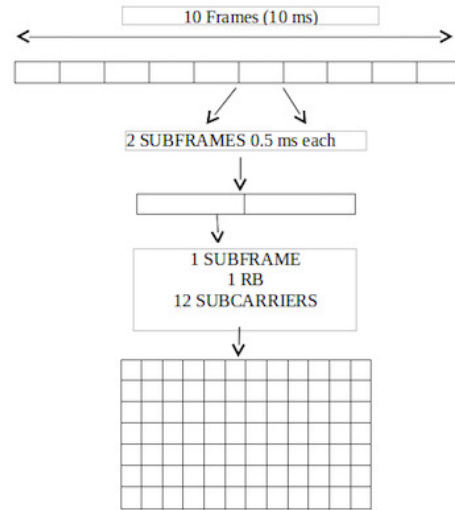 10 Frames (10 ms)
2 SUBFRAMES 0.5 ms each
1 SUBFRAME
1 RB
12 SUBCARRIERS